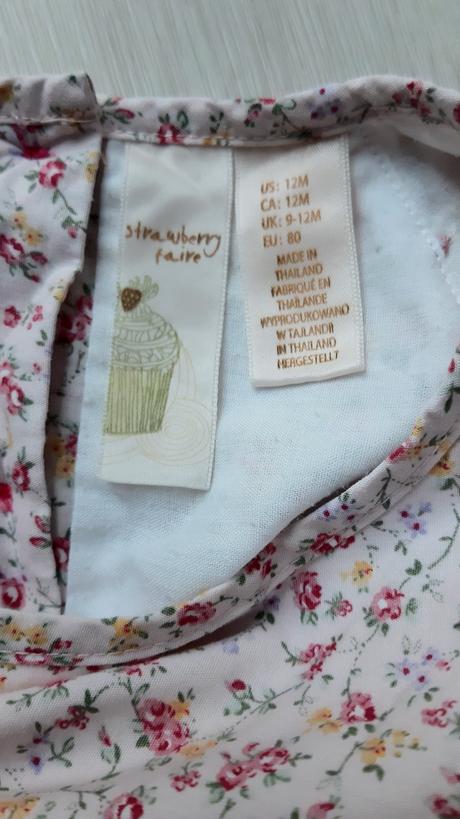 strawberry
faire
US: 12M
CA: 12M
UK: 9-12M
EU: 80
MADE IN
THAILAND
FABRIQUÉ EN
THAÏLANDE
WYPRODUKOWANO
W TAJLANDII
IN THAILAND
HERGESTELLT